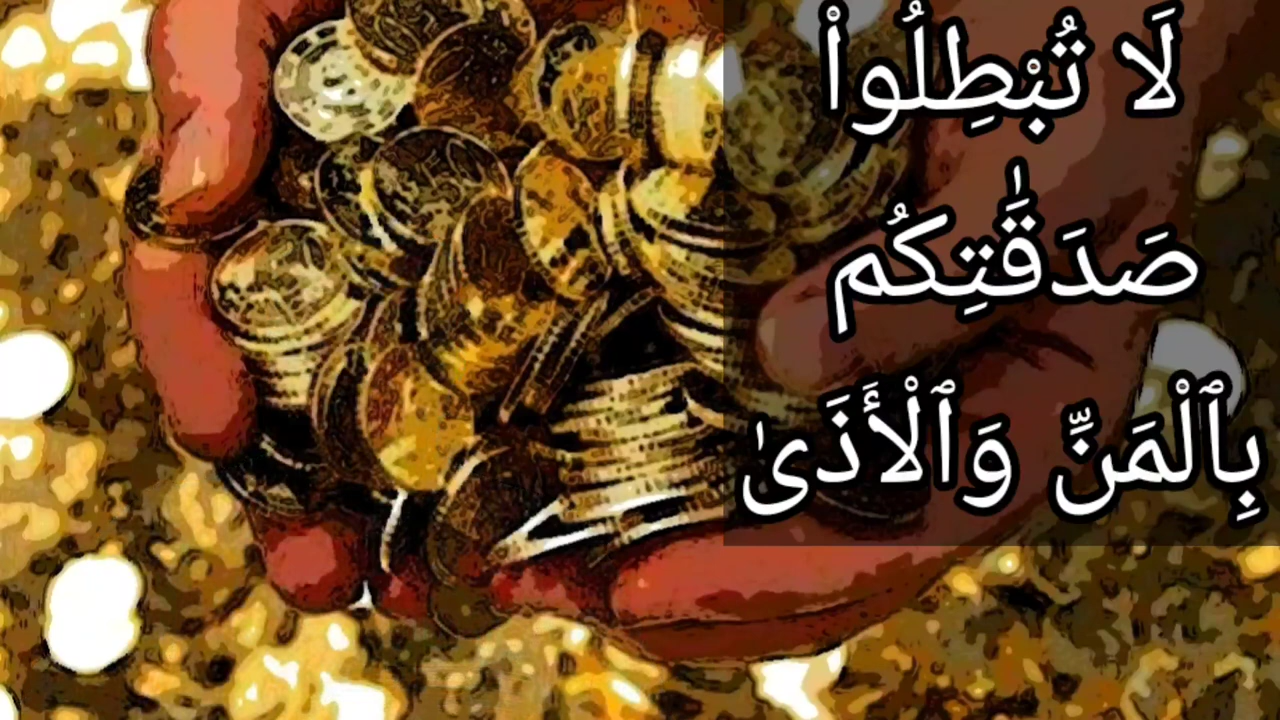 لَا تُبْطِلُوا۟
صَدَقَٰتِكُم
بِٱلْمَنِّ وَٱلْأَذَىٰ